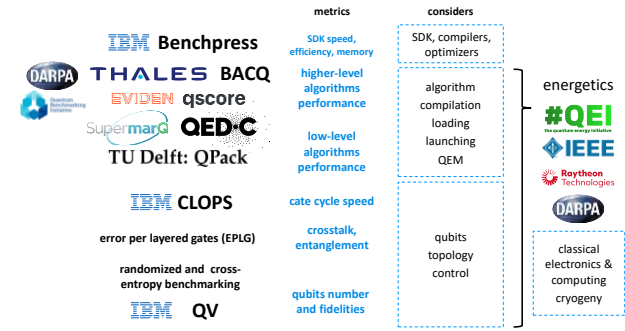 metrics
considers
IBM Benchpress
SDK speed,
efficiency, memory
SDK, compilers,
optimizers
DARPA
THALES BACQ
Quantum
Benchmarking
Initiative
EVIDEN qscore
SupermarQ QED·C
TU Delft: QPack
higher-level
algorithms
performance
low-level
algorithms
performance
algorithm
compilation
loading
launching
QEM
IBM CLOPS
cate cycle speed
error per layered gates (EPLG)
crosstalk,
entanglement
randomized and cross-
entropy benchmarking
IBM QV
qubits number
and fidelities
qubits
topology
control
energetics
#QEI
the quantum energy initiative
IEEE
Raytheon
Technologies
DARPA
classical
electronics &
computing
cryogeny